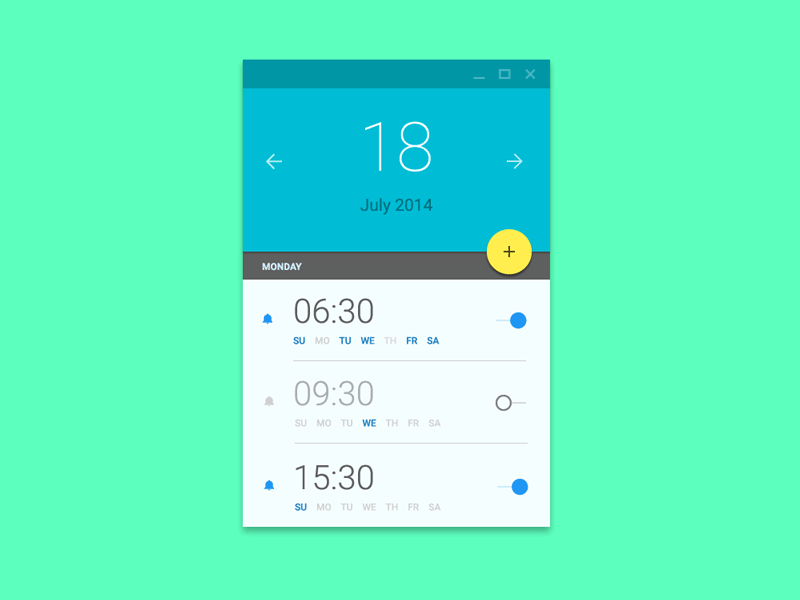 18
July 2014
+
MONDAY
06:30
SU MO TU WE TH FR SA
09:30
SU MO TU WE TH FR SA
15:30
SU MO TU WE TH FR SA